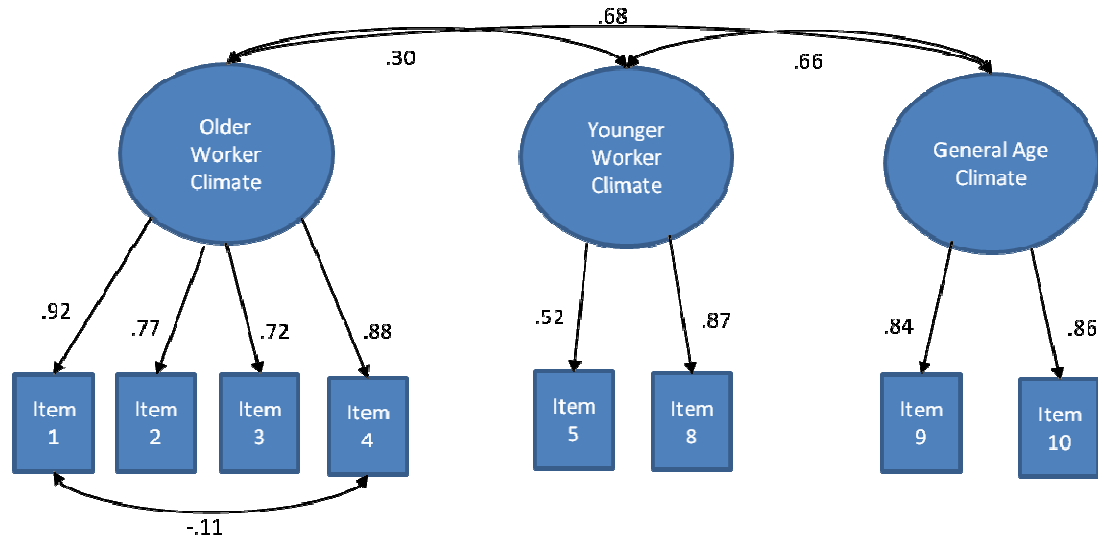 .68
.30
.66
Older
Worker
Climate
Younger
Worker
Climate
General Age
Climate
.92
.77
.72
.88
.52
.87
.84
.86
Item
1
Item
2
Item
3
Item
4
Item
5
Item
8
Item
9
Item
10
-.11